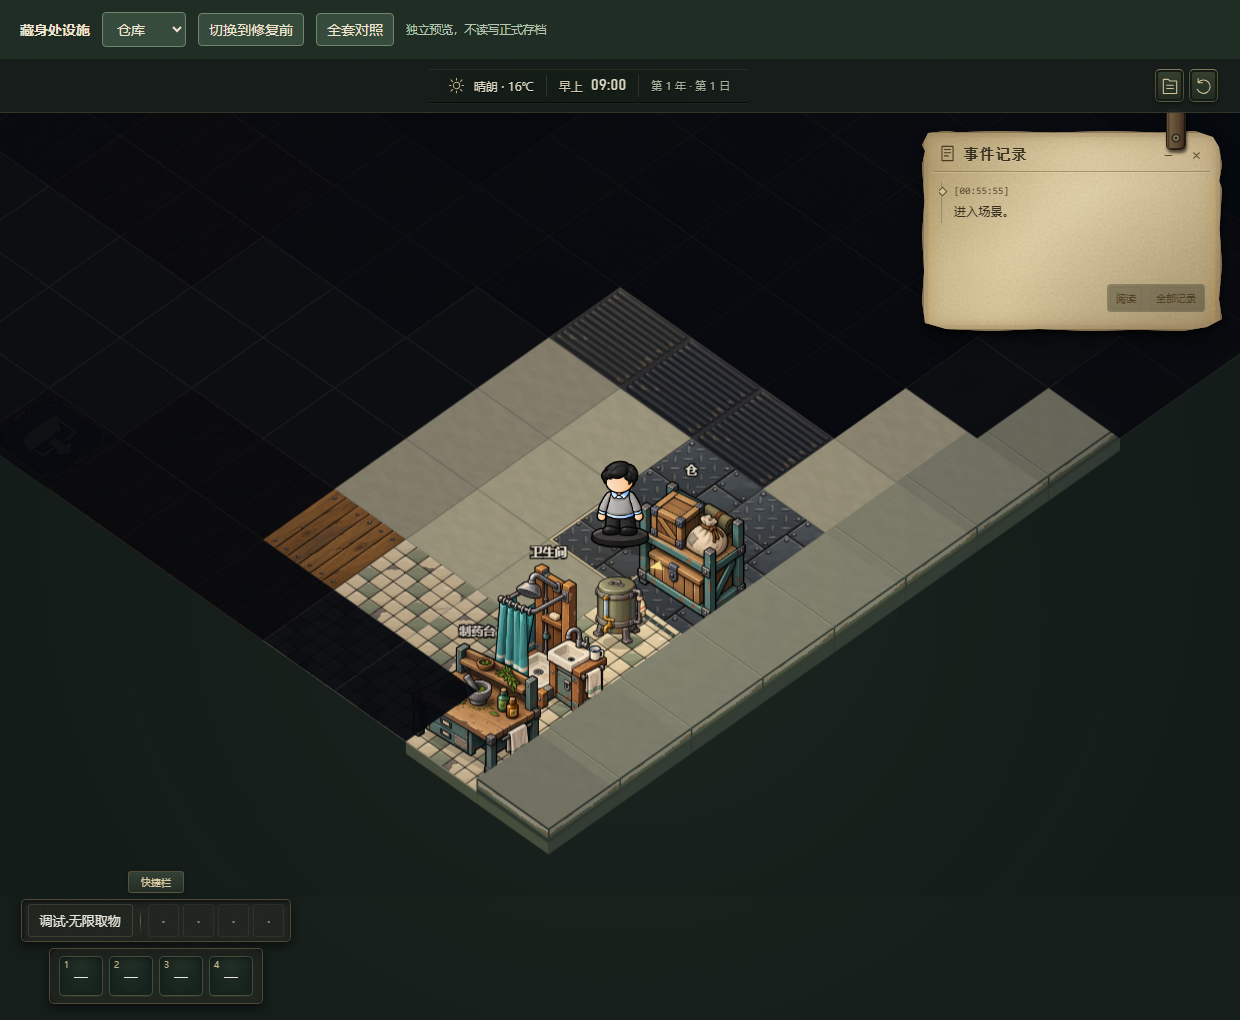 藏身处设施 仓库 切换到修复前 全套对照 独立预览，不读写正式存档
晴朗 · 16℃ 早上 09:00 第 1 年 · 第 1 日
事件记录
[00:55:55]
进入场景。
阅读 全部记录
仓
卫生间
制药台
快捷栏
调试·无限取物
1 2 3 4